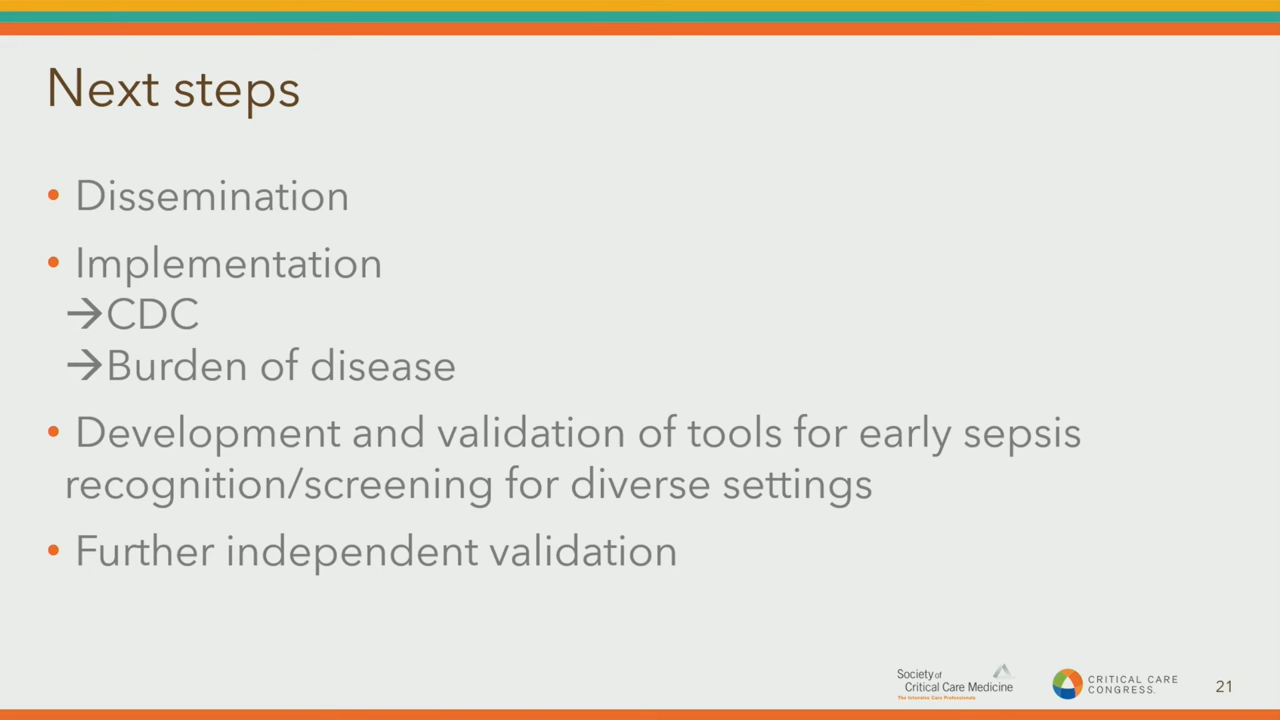 Next steps
• Dissemination
• Implementation
→CDC
→Burden of disease
• Development and validation of tools for early sepsis
recognition/screening for diverse settings
• Further independent validation
Society of
Critical Care Medicine
The Intensive Care Professionals
CRITICAL CARE
CONGRESS.
21